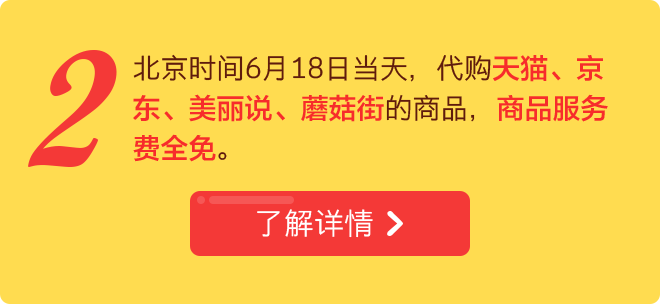 2
北京时间6月18日当天，代购天猫、京
东、美丽说、蘑菇街的商品，商品服务
费全免。
了解详情